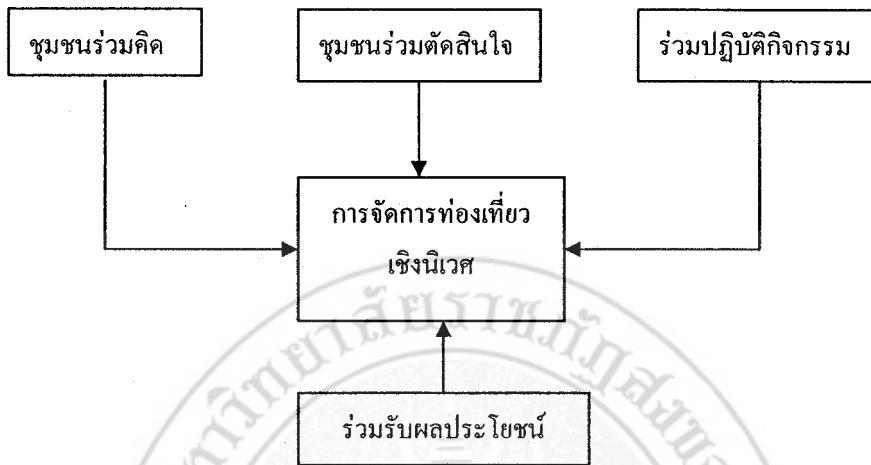 ชุมชนร่วมคิด
ชุมชนร่วมตัดสินใจ
ร่วมปฏิบัติกิจกรรม
การจัดการท่องเที่ยว
เชิงนิเวศ
ร่วมรับผลประโยชน์